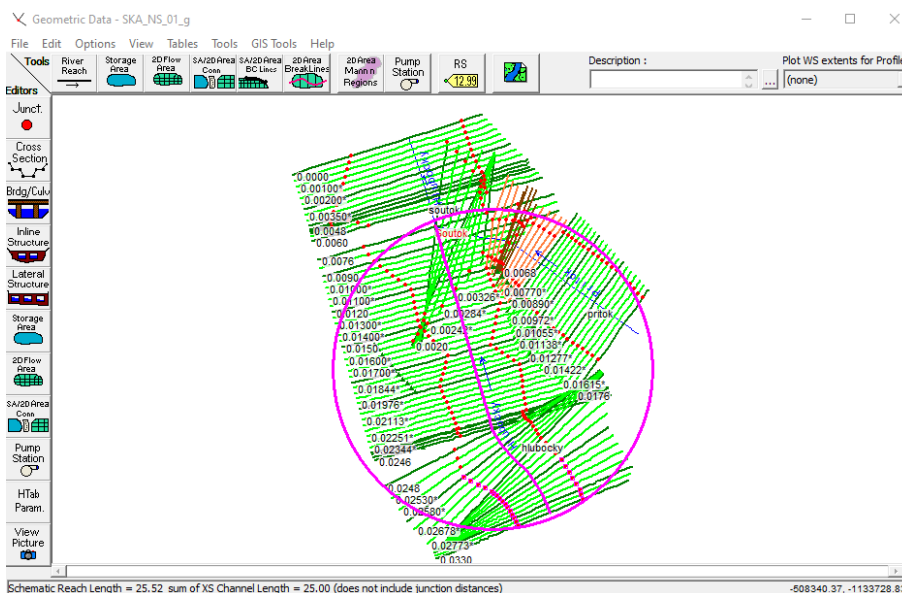 Geometric Data - SKA_NS_01_g
File Edit Options View Tables Tools GIS Tools Help
Tools
Editors
River
Reach
Storage
Area
2D Flow
Area
SA/2D Area
Conn
SA/2D Area
BC Lines
2D Area
BreakLines
2D Area
Mann n
Regions
Pump
Station
RS
12.99
Description :
...
Plot WS extents for Profile
(none)
Junct.
Cross
Section
Brdg/Culv
Inline
Structure
Lateral
Structure
Storage
Area
2D Flow
Area
SA/2D Area
Conn
Pump
Station
HTab
Param.
View
Picture
0.0000
0.00100*
0.00200*
0.00350*
0.0048
0.0060
0.0076
0.0090
0.01000*
0.01100*
0.0120
0.01300*
0.01400*
0.0150
0.01600*
0.01700*
0.01844*
0.01976*
0.02113*
0.02251*
0.02344*
0.0246
0.0248
0.02530*
0.02580*
0.02678*
0.02773*
0.0330
soutok
Soutok
0.00326*
0.00284*
0.00242*
0.0020
0.0068
0.00770*
0.00890*
0.00972*
0.01055*
0.01138*
0.01277*
0.01422*
0.01615*
0.0176
pritok
hlubocky
Schematic Reach Length = 25.52 sum of XS Channel Length = 25.00 (does not include junction distances)
-508340.37, -1133728.83